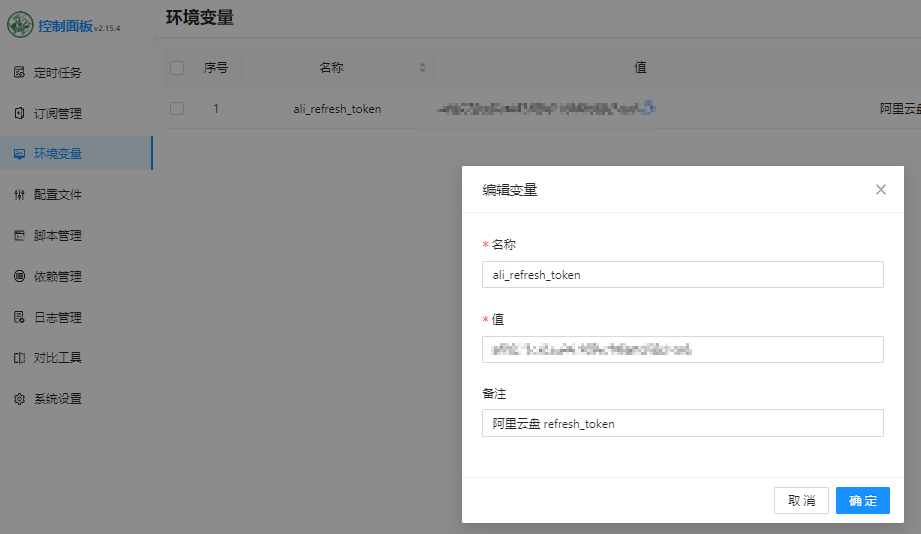 控制面板 v2.15.4
定时任务
订阅管理
环境变量
配置文件
脚本管理
依赖管理
日志管理
对比工具
系统设置
环境变量
序号 名称 值
1 ali_refresh_token 阿里云
编辑变量
* 名称
ali_refresh_token
* 值
备注
阿里云盘 refresh_token
取 消 确 定